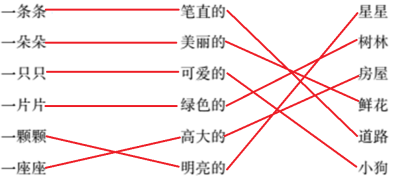 一条条 笔直的 星星
一朵朵 美丽的 树林
一只只 可爱的 房屋
一片片 绿色的 鲜花
一颗颗 高大的 道路
一座座 明亮的 小狗